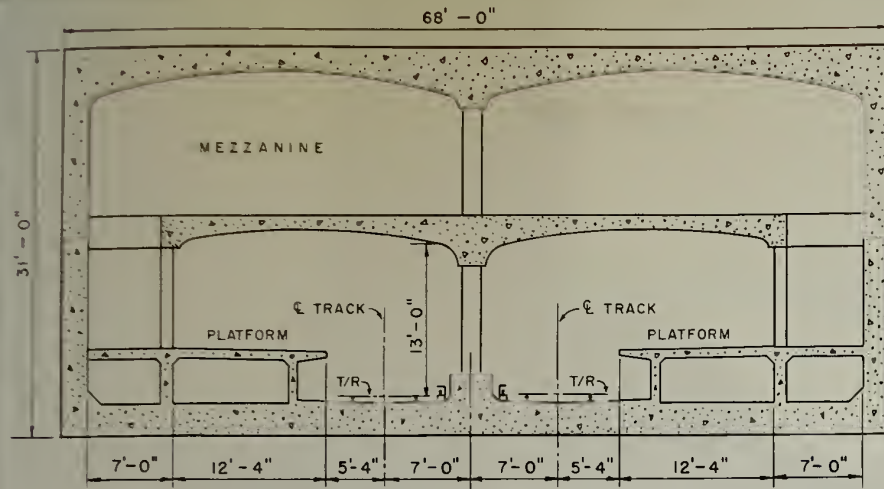 68'-0"
MEZZANINE
31'-0"
℄ TRACK
℄ TRACK
PLATFORM
13'-0"
PLATFORM
T/R
T/R
7'-0" 12'-4" 5'-4" 7'-0" 7'-0" 5'-4" 12'-4" 7'-0"